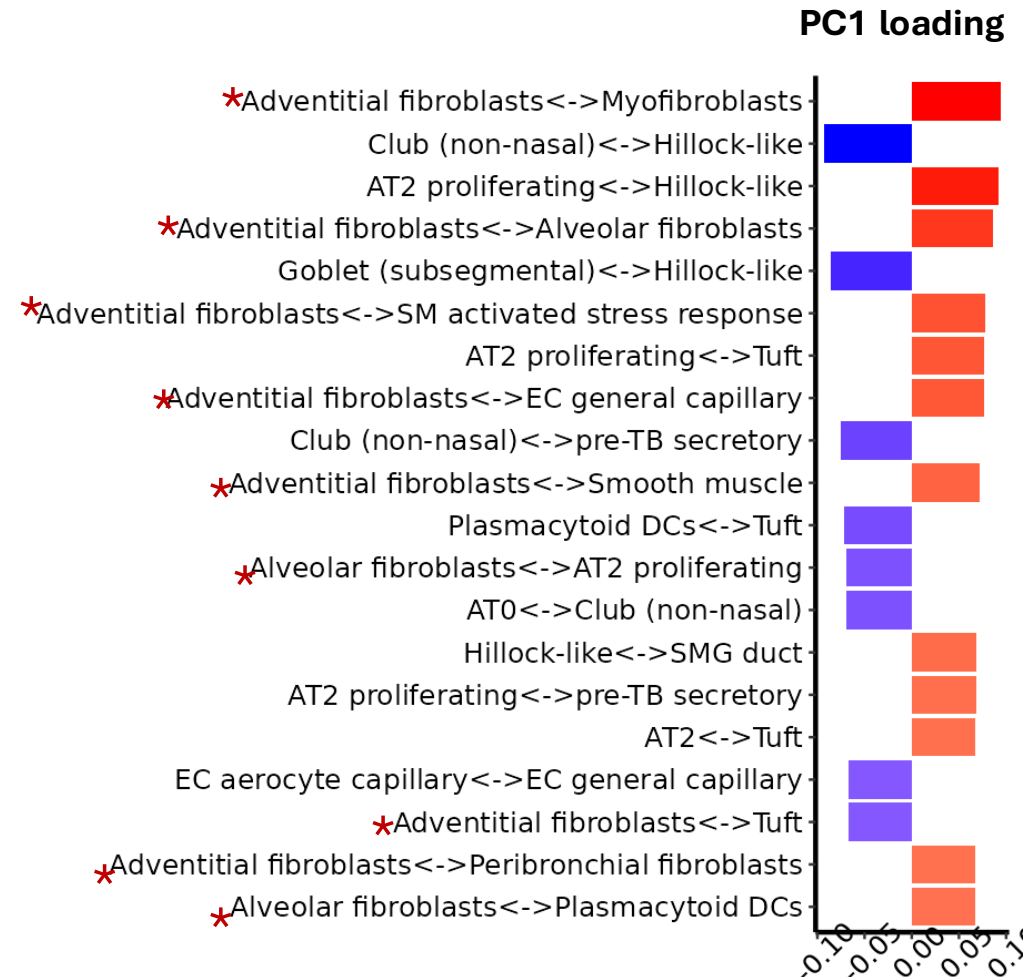 PC1 loading
*Adventitial fibroblasts<->Myofibroblasts
Club (non-nasal)<->Hillock-like
AT2 proliferating<->Hillock-like
*Adventitial fibroblasts<->Alveolar fibroblasts
Goblet (subsegmental)<->Hillock-like
*Adventitial fibroblasts<->SM activated stress response
AT2 proliferating<->Tuft
*Adventitial fibroblasts<->EC general capillary
Club (non-nasal)<->pre-TB secretory
*Adventitial fibroblasts<->Smooth muscle
Plasmacytoid DCs<->Tuft
*Alveolar fibroblasts<->AT2 proliferating
AT0<->Club (non-nasal)
Hillock-like<->SMG duct
AT2 proliferating<->pre-TB secretory
AT2<->Tuft
EC aerocyte capillary<->EC general capillary
*Adventitial fibroblasts<->Tuft
*Adventitial fibroblasts<->Peribronchial fibroblasts
*Alveolar fibroblasts<->Plasmacytoid DCs
-0.10 -0.05 0.00 0.05